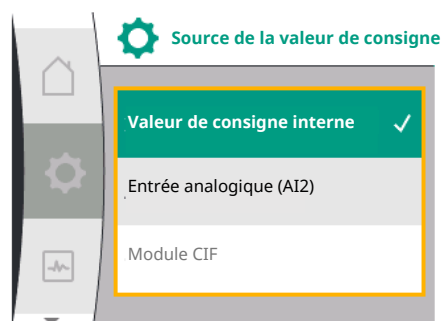 Source de la valeur de consigne
Valeur de consigne interne
Entrée analogique (AI2)
Module CIF